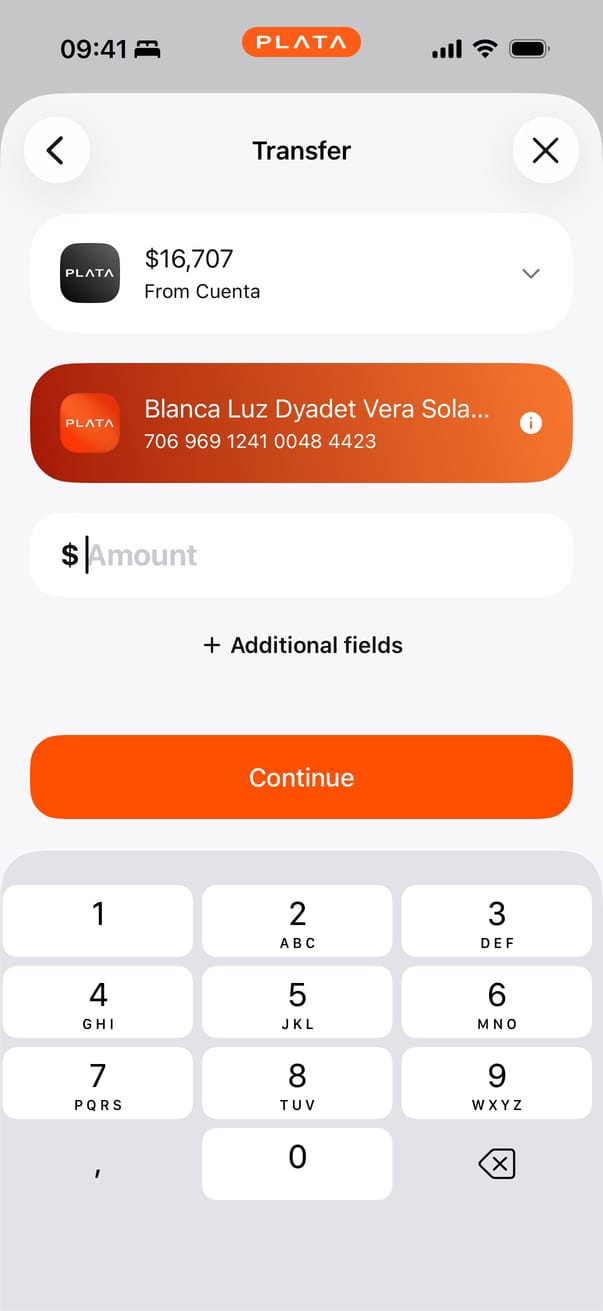 09:41
PLATA
Transfer
PLATA
$16,707
From Cuenta
PLATA
Blanca Luz Dyadet Vera Sola...
706 969 1241 0048 4423
$ Amount
+ Additional fields
Continue
1
2
ABC
3
DEF
4
GHI
5
JKL
6
MNO
7
PQRS
8
TUV
9
WXYZ
,
0